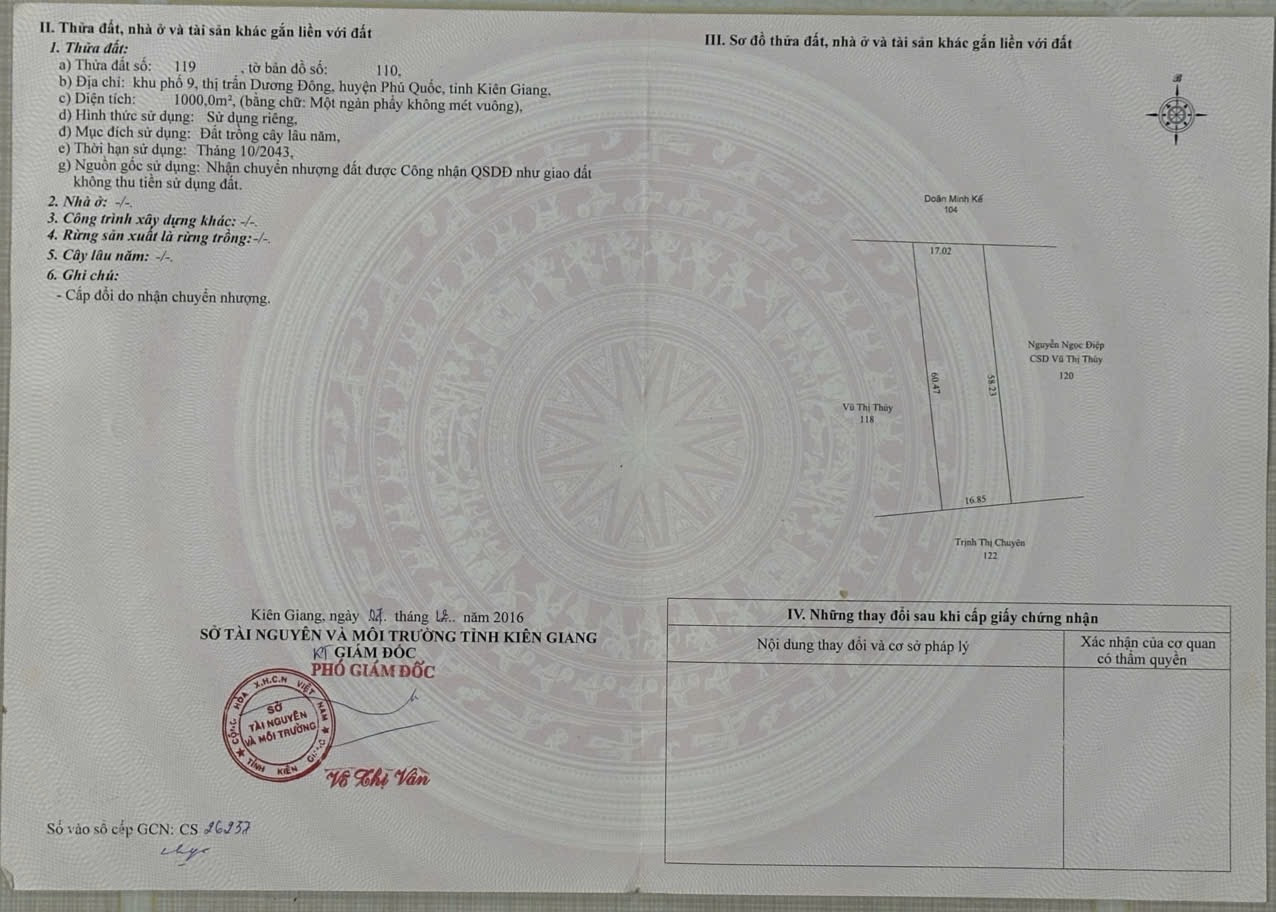 II. Thửa đất, nhà ở và tài sản khác gắn liền với đất
1. Thửa đất:
a) Thửa đất số: 119 , tờ bản đồ số: 110,
b) Địa chỉ: khu phố 9, thị trấn Dương Đông, huyện Phú Quốc, tỉnh Kiên Giang,
c) Diện tích: 1000,0m², (bằng chữ: Một ngàn phẩy không mét vuông),
d) Hình thức sử dụng: Sử dụng riêng,
đ) Mục đích sử dụng: Đất trồng cây lâu năm,
e) Thời hạn sử dụng: Tháng 10/2043,
g) Nguồn gốc sử dụng: Nhận chuyển nhượng đất được Công nhận QSDĐ như giao đất
không thu tiền sử dụng đất.
2. Nhà ở: -/-.
3. Công trình xây dựng khác: -/-.
4. Rừng sản xuất là rừng trồng:-/-.
5. Cây lâu năm: -/-.
6. Ghi chú:
- Cấp đổi do nhận chuyển nhượng.
Kiên Giang, ngày tháng năm 2016
SỞ TÀI NGUYÊN VÀ MÔI TRƯỜNG TỈNH KIÊN GIANG
KT GIÁM ĐỐC
PHÓ GIÁM ĐỐC
CỘNG HÒA X.H.C.N VIỆT NAM
SỞ
TÀI NGUYÊN
VÀ MÔI TRƯỜNG
TỈNH KIÊN GIANG
Võ Thị Vân
Số vào sổ cấp GCN: CS 26237
III. Sơ đồ thửa đất, nhà ở và tài sản khác gắn liền với đất
Doãn Minh Kế
104
17.02
Nguyễn Ngọc Điệp
CSD Vũ Thị Thùy
120
60.47
58.23
Vũ Thị Thùy
118
16.85
Trịnh Thị Chuyên
122
IV. Những thay đổi sau khi cấp giấy chứng nhận
Nội dung thay đổi và cơ sở pháp lý
Xác nhận của cơ quan
có thẩm quyền